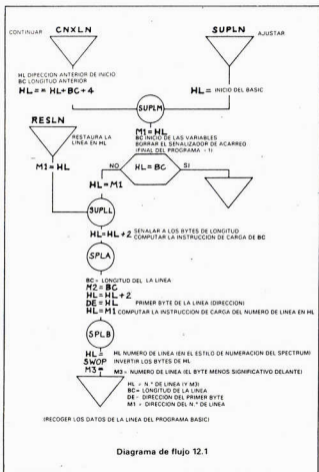 CNXLN
SUPLN
CONTINUAR
AJUSTAR
HL DIRECCION ANTERIOR DE INICIO
BC LONGITUD ANTERIOR
HL== HL+BC+4
HL= INICIO DEL BASIC
SUPLM
RESLN
RESTAURA LA
LINEA EN HL
M1=HL
M1=HL
BC INICIO DE LAS VARIABLES
BORRAR EL SENALIZADOR DE ACARREO
(FINAL DEL PROGRAMA - 1)
NO
HL=BC
SI
HL=M1
SUPLL
HL=HL+2 SENALAR A LOS BYTES DE LONGITUD
COMPUTAR LA INSTRUCCION DE CARGA DE BC
SPLA
BC= LONGITUD DEL LA LINEA
M2=BC
HL=HL+2
DE=HL PRIMER BYTE DE LA LINEA (DIRECCION)
HL=M1 COMPUTAR LA INSTRUCCION DE CARGA DEL NUMERO DE LINEA EN HL
SPLB
HL= HL NUMERO DE LINEA (EN EL ESTILO DE NUMERACION DEL SPECTRUM)
SWOP INVERTIR LOS BYTES DE HL
M3= M3= NUMERO DE LINEA (EL BYTE MENOS SIGNIFICATIVO DELANTE)
HL = N.º DE LINEA (Y M3)
BC= LONGITUD DE LA LINEA
DE - DIRECCION DEL PRIMER BYTE
M1 - DIRECCION DEL N.º DE LINEA
(RECOGER LOS DATOS DE LA LINEA DEL PROGRAMA BASIC)
Diagrama de flujo 12.1